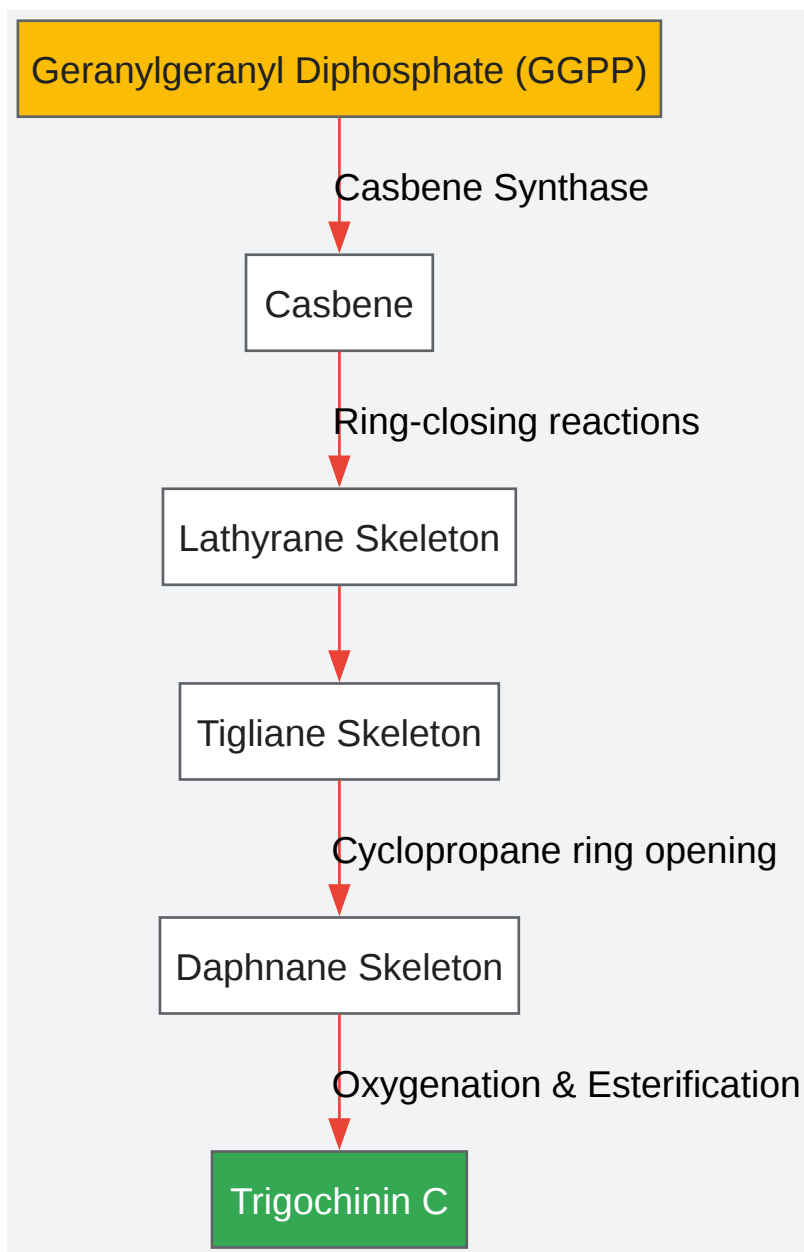 Geranylgeranyl Diphosphate (GGPP)
Casbene Synthase
Casbene
Ring-closing reactions
Lathyrane Skeleton
Tigliane Skeleton
Cyclopropane ring opening
Daphnane Skeleton
Oxygenation & Esterification
Trigochinin C